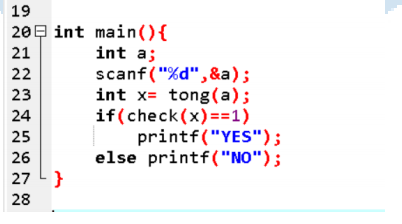 19
20 int main(){
21 int a;
22 scanf("%d",&a);
23 int x= tong(a);
24 if(check(x)==1)
25 printf("YES");
26 else printf("NO");
27 }
28